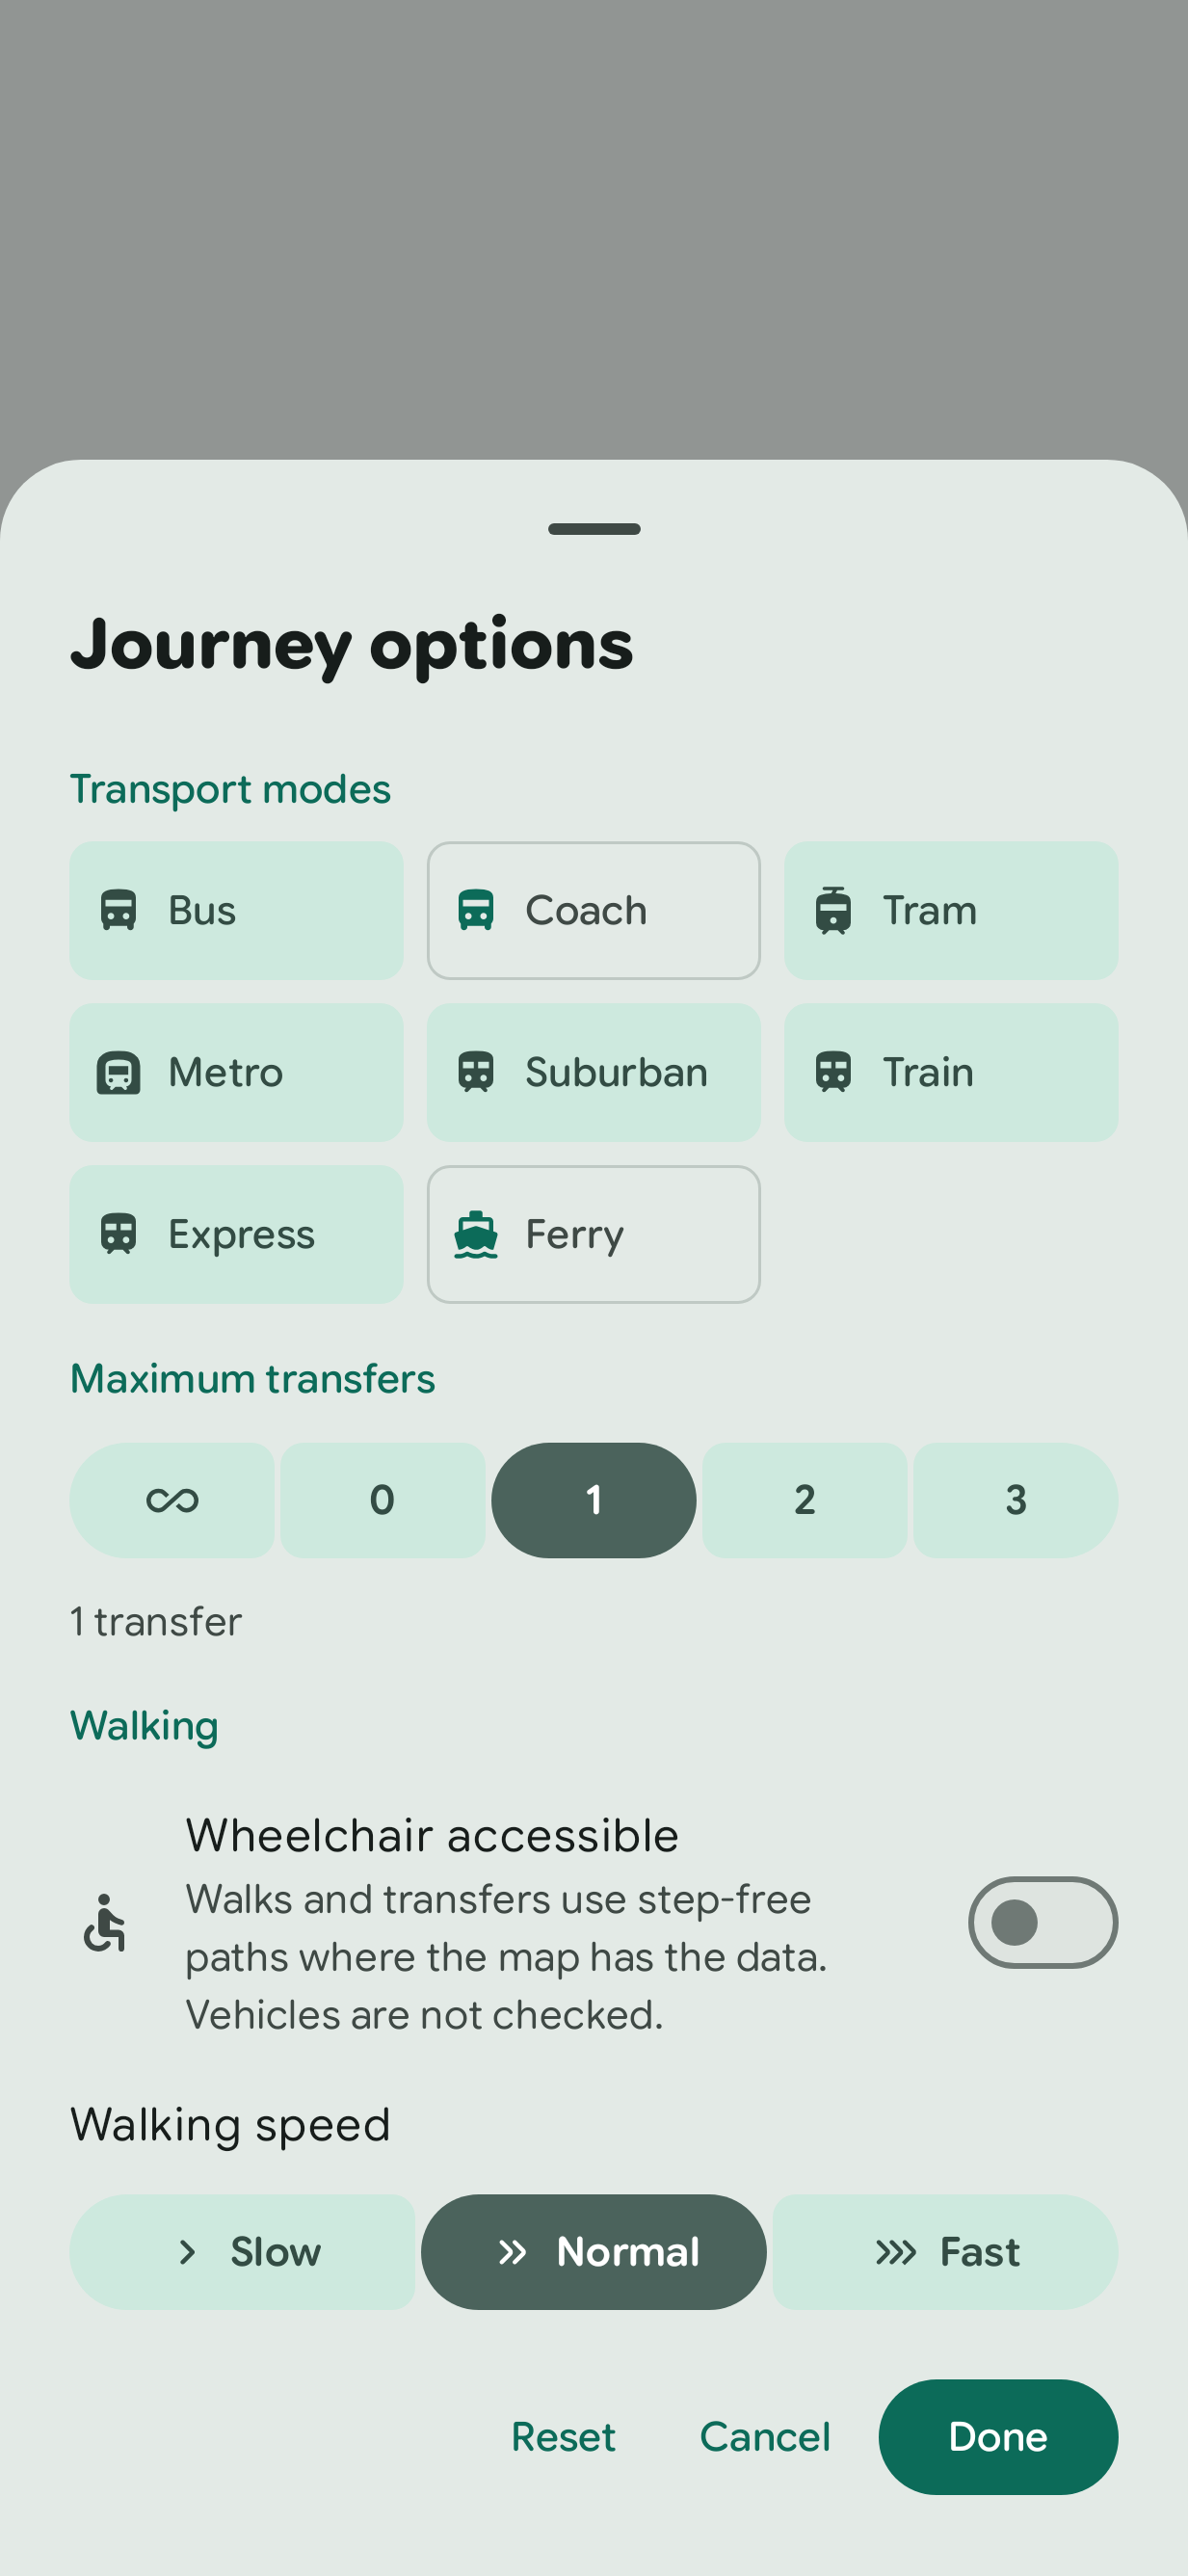 Journey options
Transport modes
Bus
Coach
Tram
Metro
Suburban
Train
Express
Ferry
Maximum transfers
∞
0
1
2
3
1 transfer
Walking
Wheelchair accessible
Walks and transfers use step-free
paths where the map has the data.
Vehicles are not checked.
Walking speed
Slow
Normal
Fast
Reset
Cancel
Done